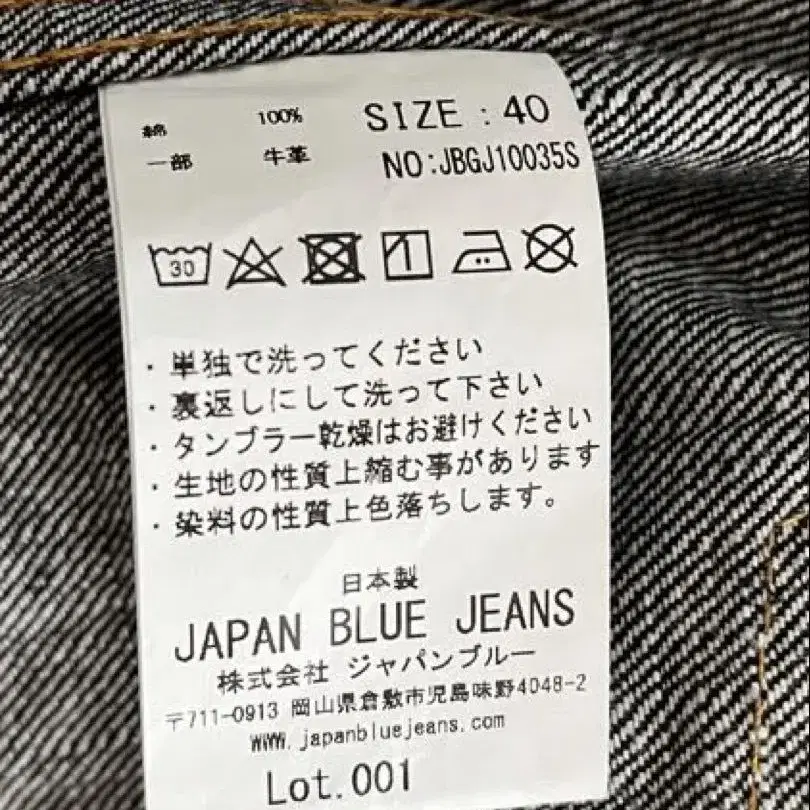 綿 100% SIZE : 40
一部 牛革 NO:JBGJ10035S
30
・単独で洗ってください
・裏返しにして洗って下さい
・タンブラー乾燥はお避けください
・生地の性質上縮む事があります
・染料の性質上色落ちします。
日本製
JAPAN BLUE JEANS
株式会社 ジャパンブルー
〒711-0913 岡山県倉敷市児島味野4048-2
www.japanbluejeans.com
Lot.001